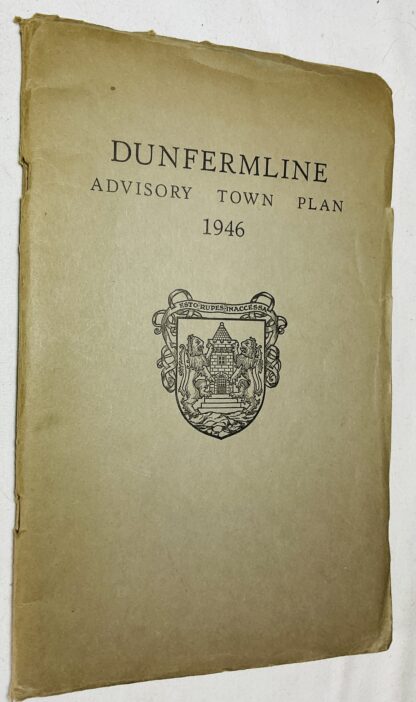 DUNFERMLINE
ADVISORY TOWN PLAN
1946
ESTO·RUPES·INACCESSA